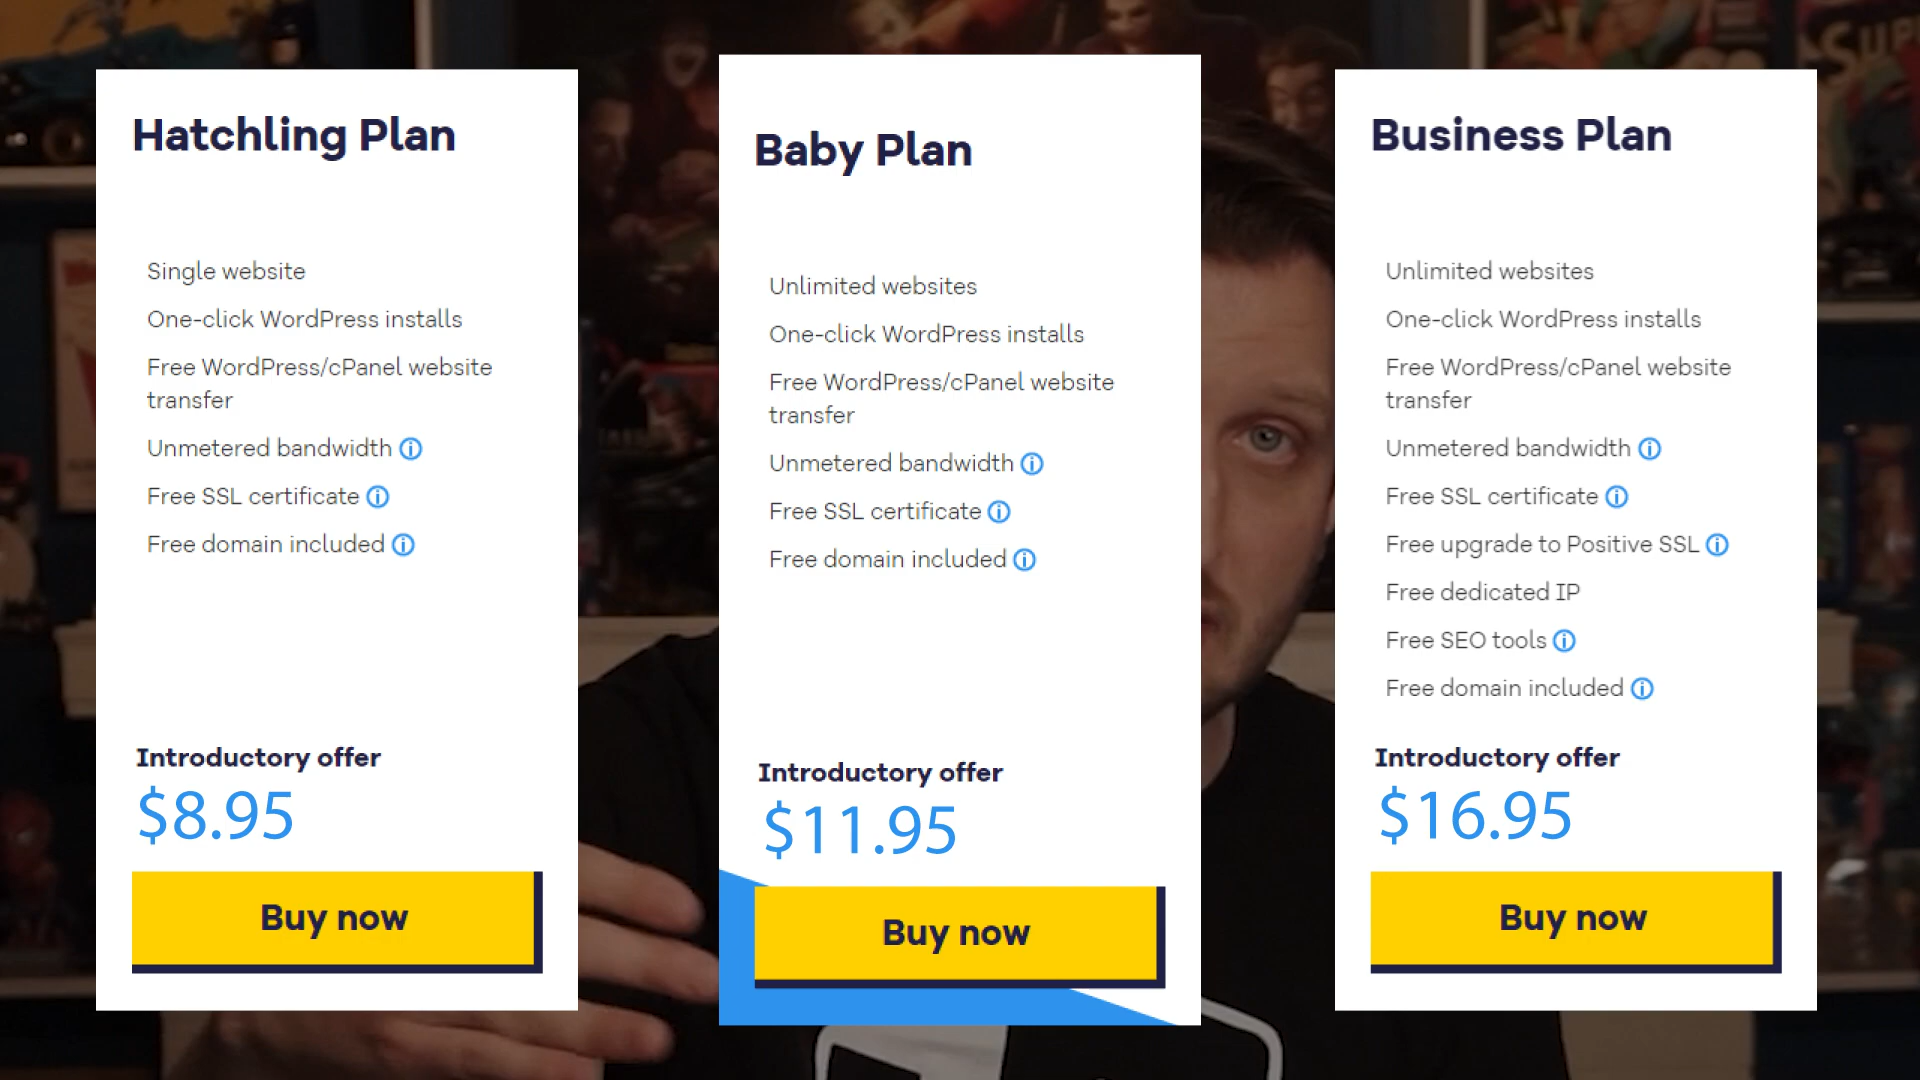 Hatchling Plan
Single website
One-click WordPress installs
Free WordPress/cPanel website
transfer
Unmetered bandwidth
Free SSL certificate
Free domain included
Introductory offer
$8.95
Buy now
Baby Plan
Unlimited websites
One-click WordPress installs
Free WordPress/cPanel website
transfer
Unmetered bandwidth
Free SSL certificate
Free domain included
Introductory offer
$11.95
Buy now
Business Plan
Unlimited websites
One-click WordPress installs
Free WordPress/cPanel website
transfer
Unmetered bandwidth
Free SSL certificate
Free upgrade to Positive SSL
Free dedicated IP
Free SEO tools
Free domain included
Introductory offer
$16.95
Buy now